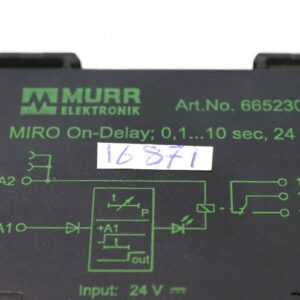 MURR
ELEKTRONIK
Art.No. 665230
MIRO On-Delay; 0,1...10 sec, 24
16871
A2
t
P
A1
+A1
out
Input: 24 V